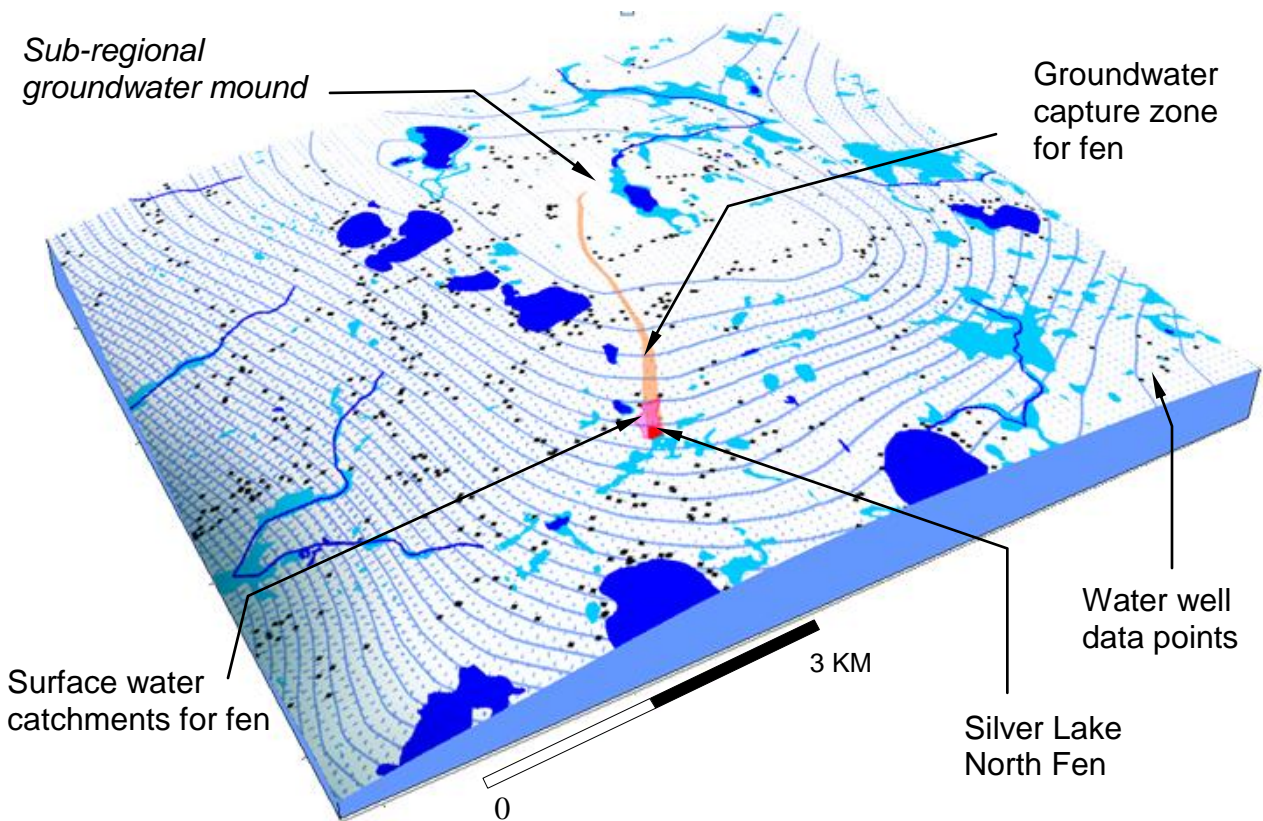 Sub-regional
groundwater mound
Groundwater
capture zone
for fen
Water well
data points
Surface water
catchments for fen
3 KM
0
Silver Lake
North Fen